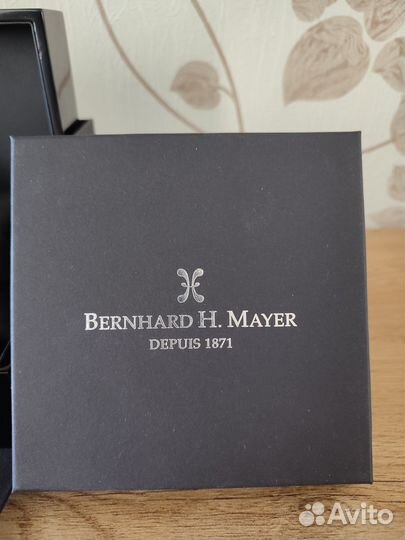 BERNHARD H. MAYER
DEPUIS 1871
Avito